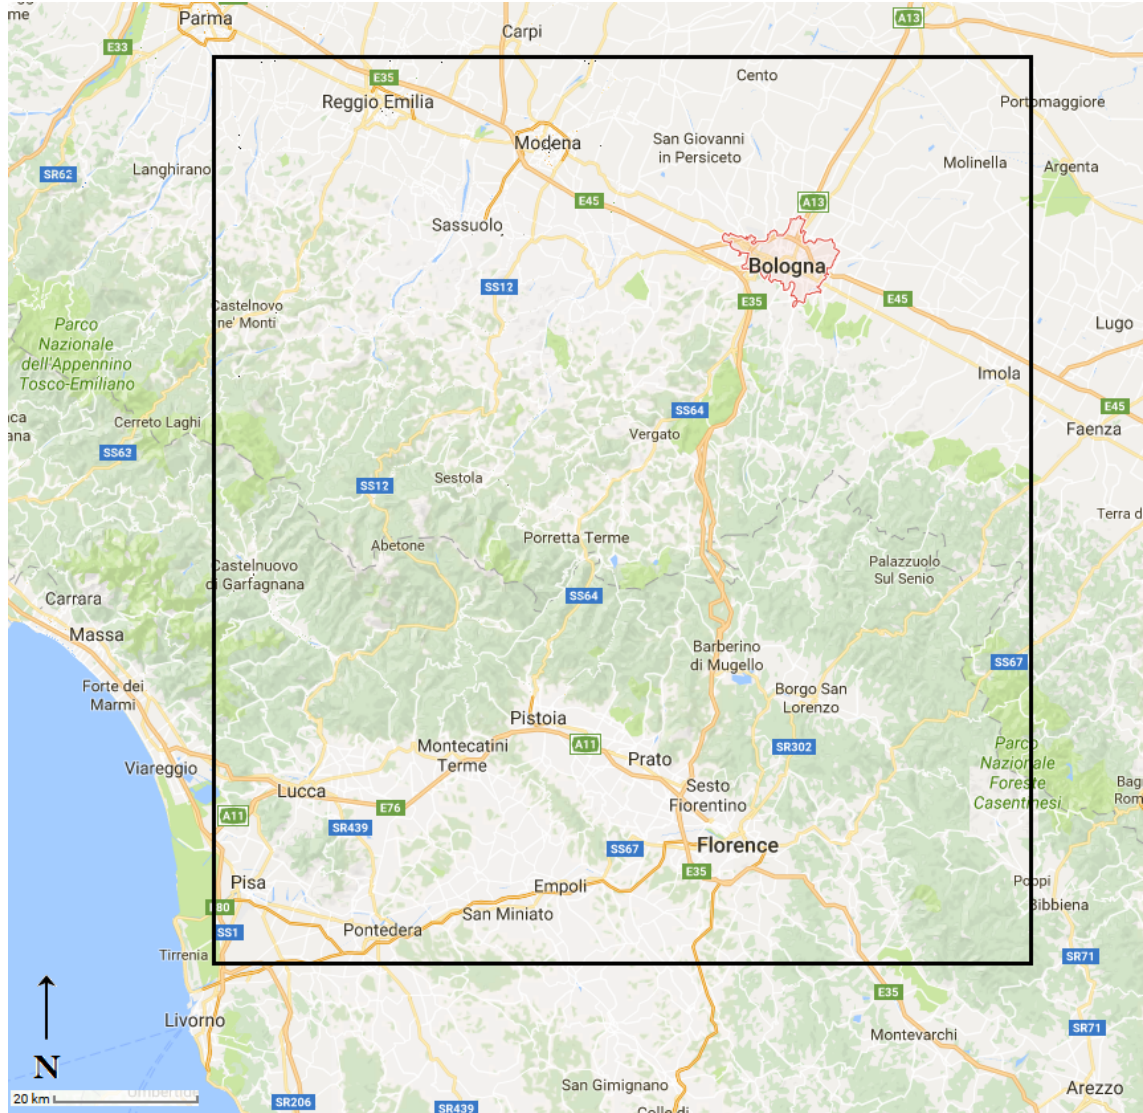 me
Parma
E33
A13
Carpi
E35
Cento
Reggio Emilia
Portomaggiore
Modena
San Giovanni
in Persiceto
Langhirano
SR62
Molinella
Argenta
E45
A13
Sassuolo
Bologna
SS12
E35
E45
Castelnovo
ne' Monti
Parco
Nazionale
dell'Appennino
Tosco-Emiliano
Lugo
Imola
E45
SS64
Cerreto Laghi
Vergato
Faenza
SS63
Sestola
SS12
Terra d
Porretta Terme
Abetone
Castelnuovo
di Garfagnana
Palazzuolo
Sul Senio
Carrara
SS64
Massa
Barberino
di Mugello
SS67
Forte dei
Marmi
Borgo San
Lorenzo
Pistoia
A11
SR302
Montecatini
Terme
Prato
Parco
Nazionale
Foreste
Casentinesi
Viareggio
Sesto
Fiorentino
Lucca
E76
A11
SR439
Florence
SS67
E35
Pisa
Empoli
E80
San Miniato
SS1
Pontedera
Bibbiena
Tirrenia
SR71
E35
Livorno
SR71
Montevarchi
N
San Gimignano
Arezzo
20 km
SR206
SR439